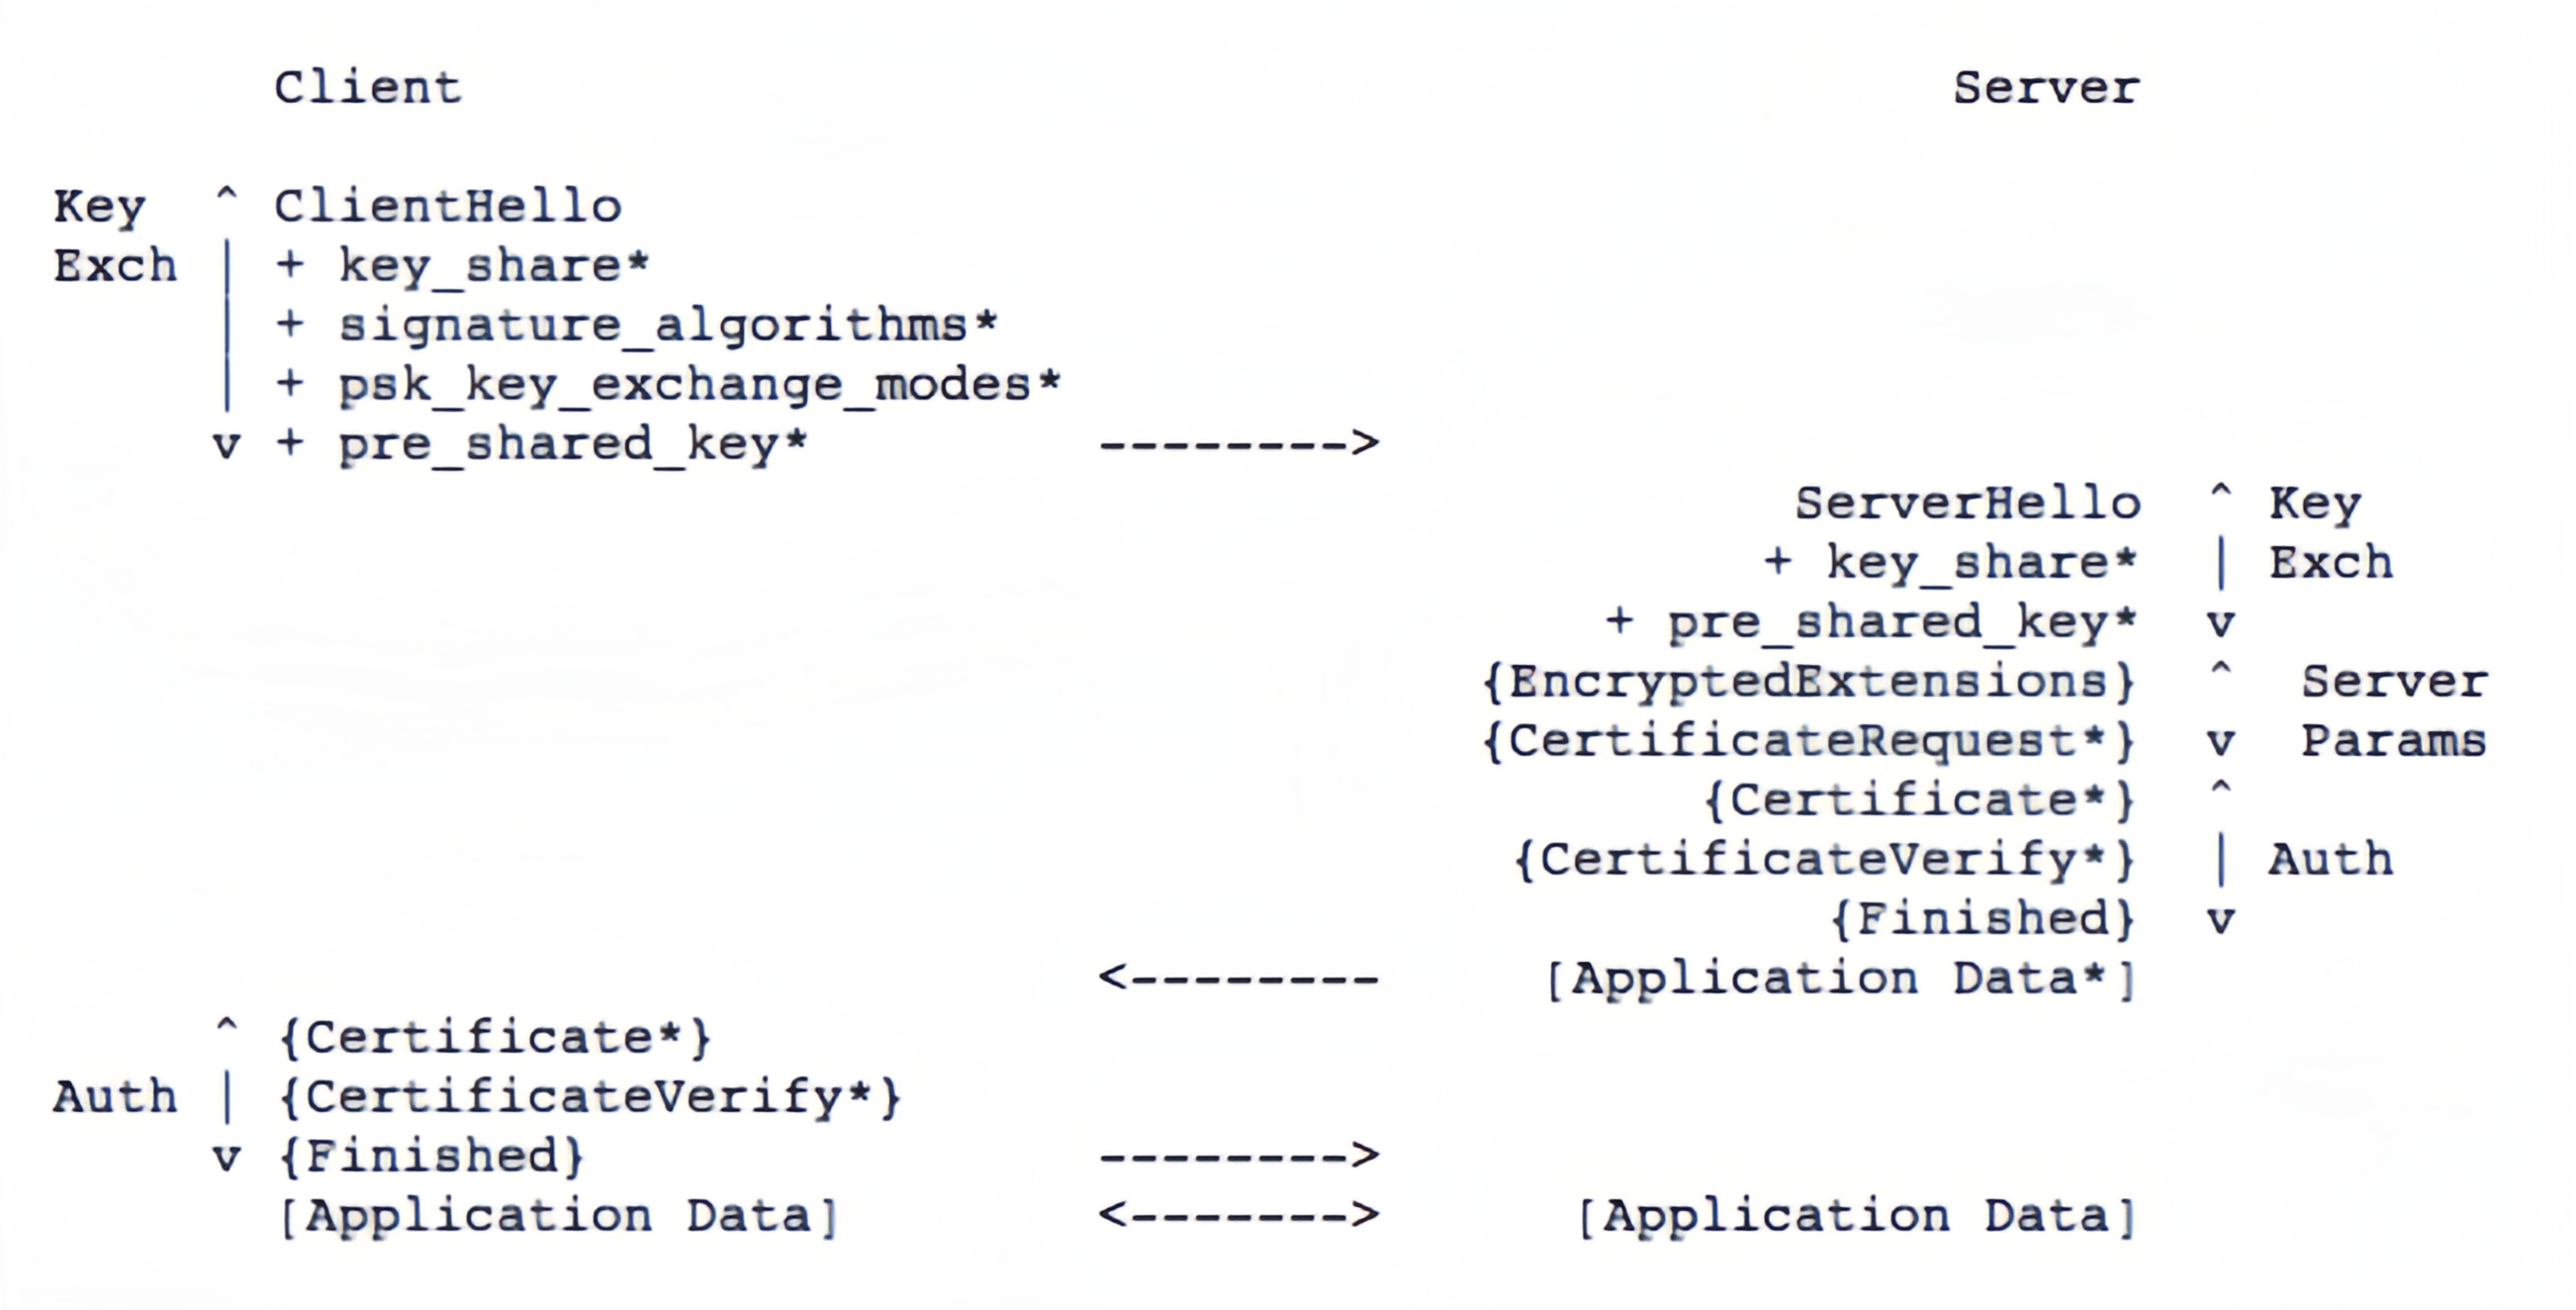 Client Server
Key ^ ClientHello
Exch | + key_share*
| + signature_algorithms*
| + psk_key_exchange_modes*
v + pre_shared_key* -------->
ServerHello ^ Key
+ key_share* | Exch
+ pre_shared_key* v
{EncryptedExtensions} ^ Server
{CertificateRequest*} v Params
{Certificate*} ^
{CertificateVerify*} | Auth
{Finished} v
<-------- [Application Data*]
^ {Certificate*}
Auth | {CertificateVerify*}
v {Finished} -------->
[Application Data] <-------> [Application Data]